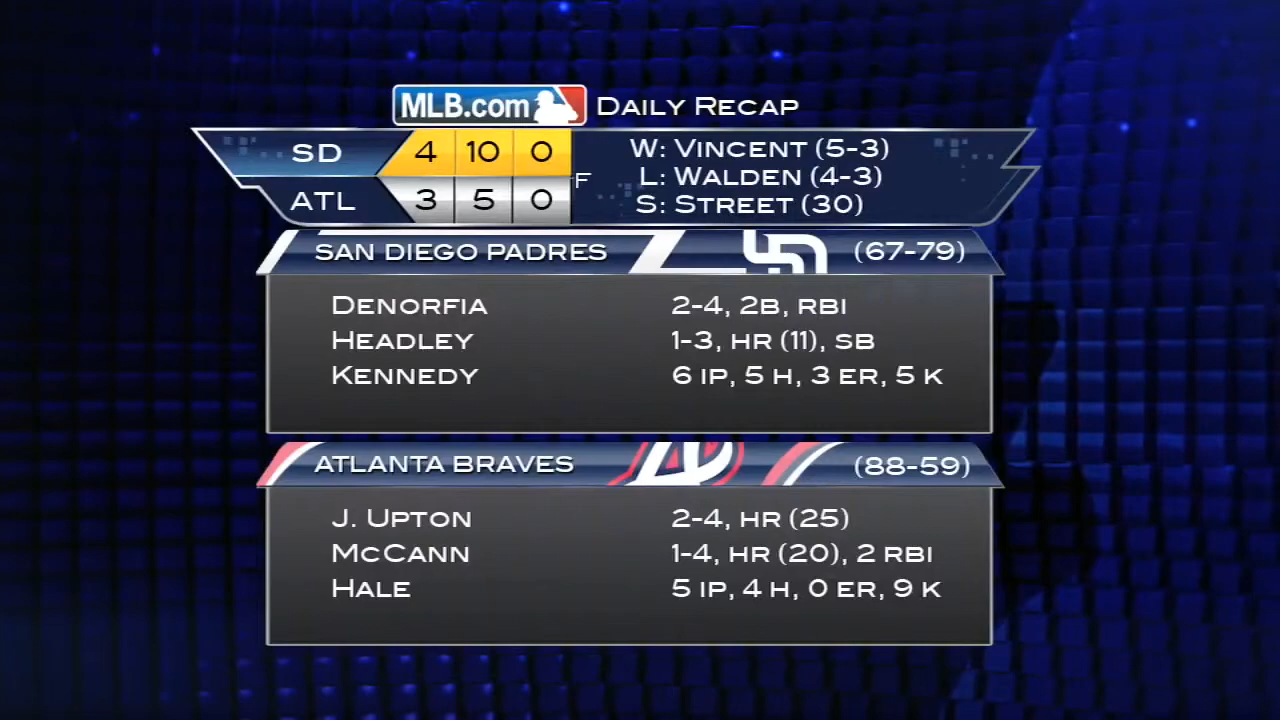 MLB.com DAILY RECAP
SD 4 10 0
ATL 3 5 0
F
W: VINCENT (5-3)
L: WALDEN (4-3)
S: STREET (30)
SAN DIEGO PADRES SD (67-79)
DENORFIA 2-4, 2B, RBI
HEADLEY 1-3, HR (11), SB
KENNEDY 6 IP, 5 H, 3 ER, 5 K
ATLANTA BRAVES A (88-59)
J. UPTON 2-4, HR (25)
MCCANN 1-4, HR (20), 2 RBI
HALE 5 IP, 4 H, 0 ER, 9 K